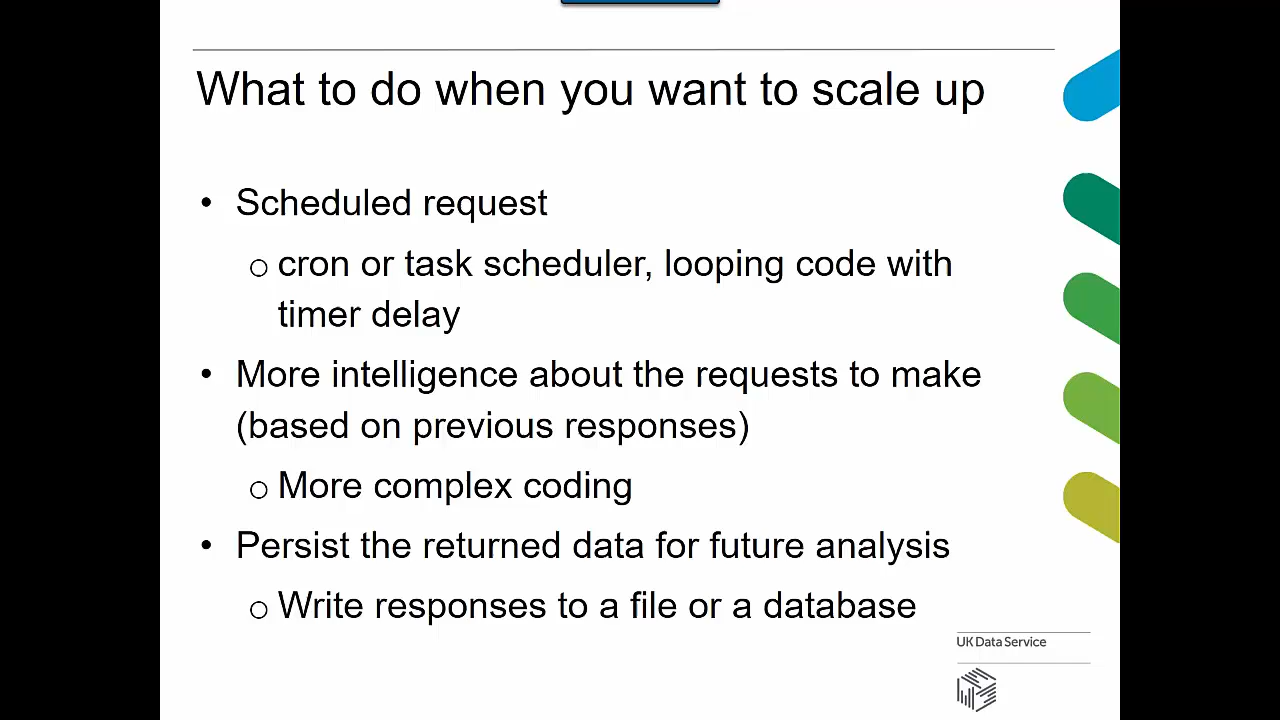 What to do when you want to scale up
• Scheduled request
o cron or task scheduler, looping code with
timer delay
• More intelligence about the requests to make
(based on previous responses)
o More complex coding
• Persist the returned data for future analysis
o Write responses to a file or a database
UK Data Service